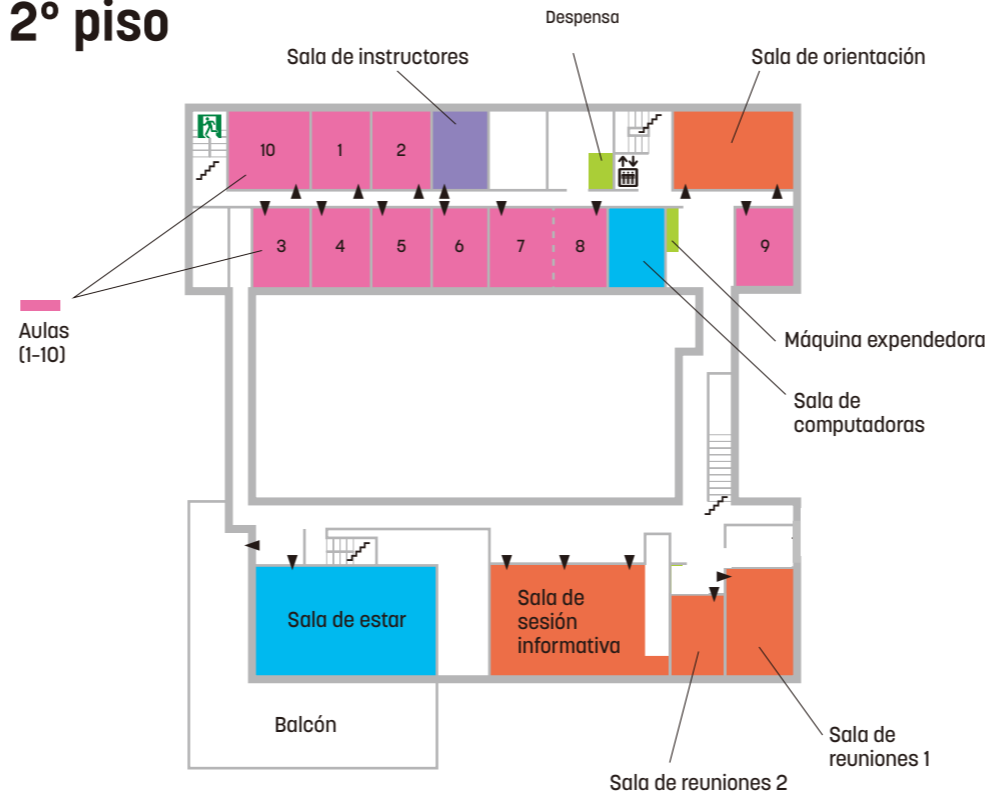 2º piso
Despensa
Sala de instructores
Sala de orientación
10
1
2
3
4
5
6
7
8
9
Aulas
(1-10)
Máquina expendedora
Sala de
computadoras
Sala de estar
Sala de
sesión
informativa
Balcón
Sala de
reuniones 1
Sala de reuniones 2